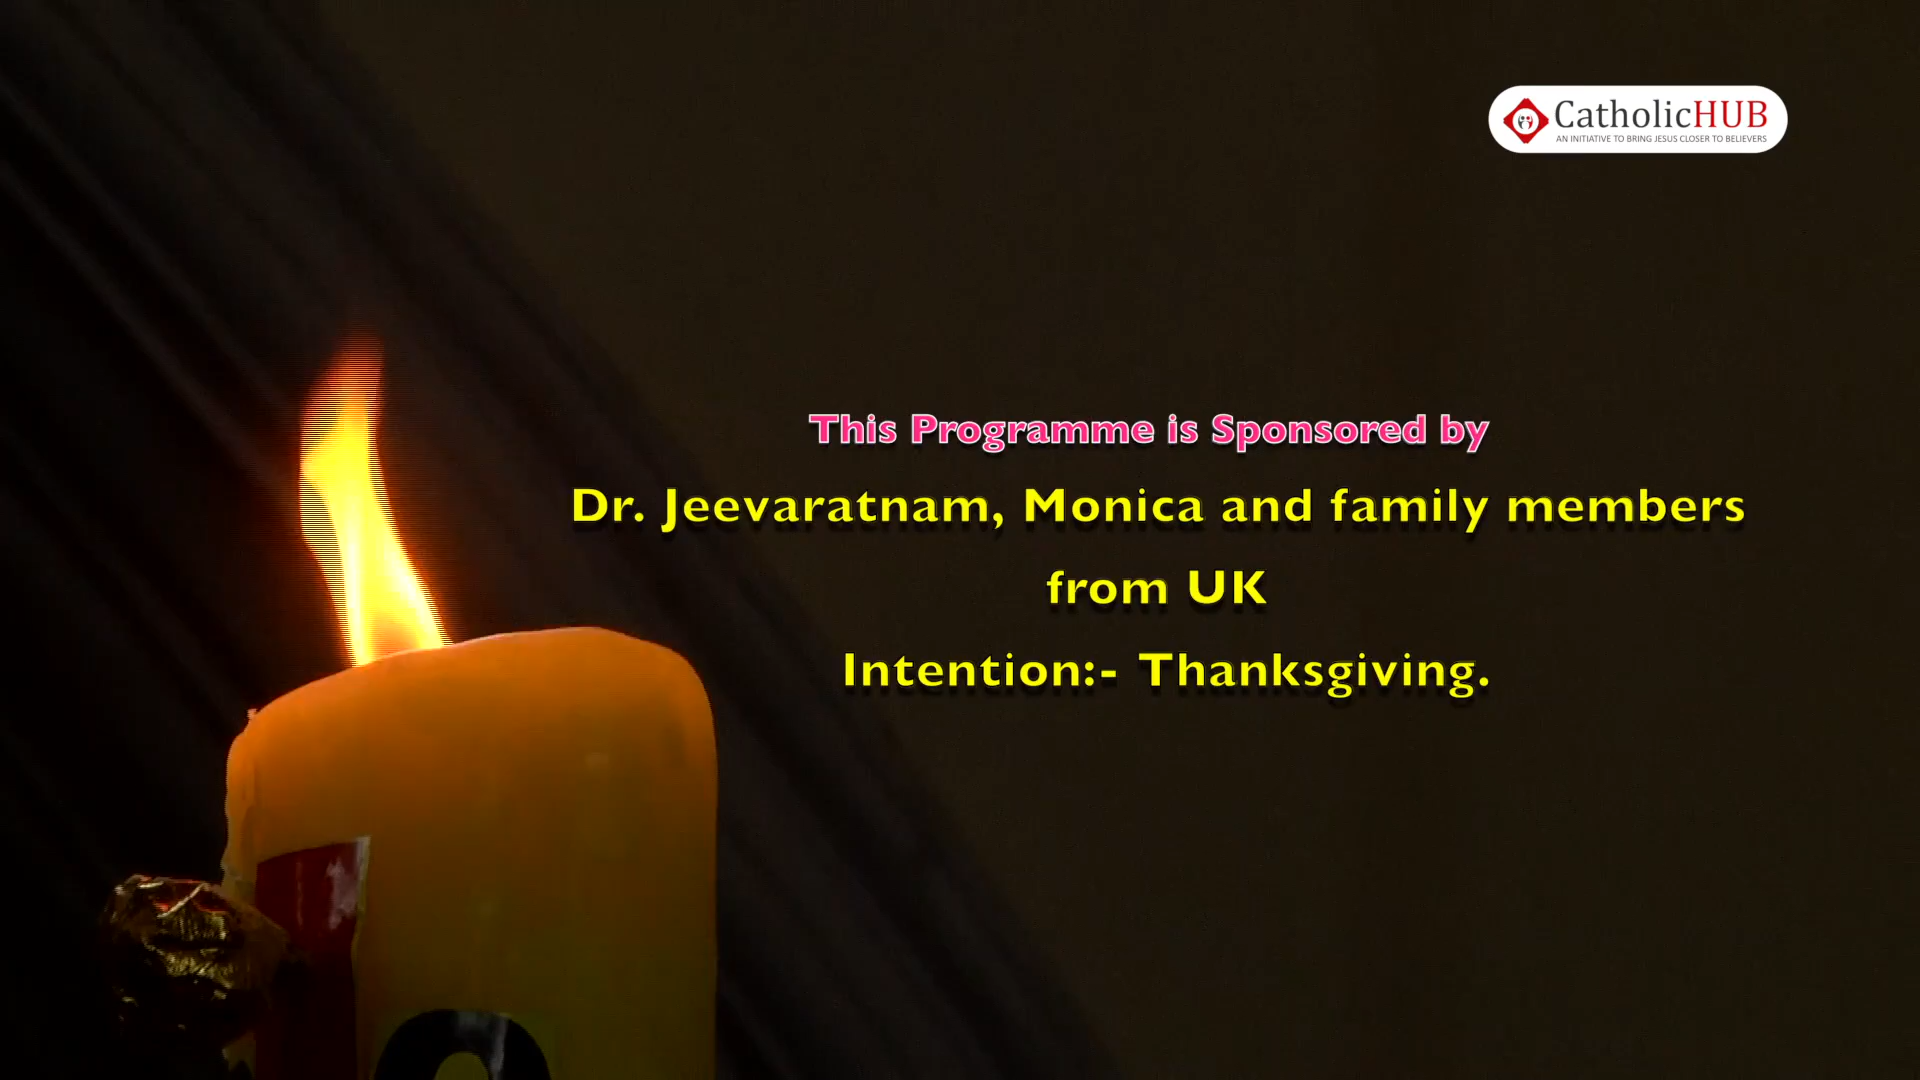 CatholicHUB
AN INITIATIVE TO BRING JESUS CLOSER TO BELIEVERS
This Programme is Sponsored by
Dr. Jeevaratnam, Monica and family members
from UK
Intention:- Thanksgiving.